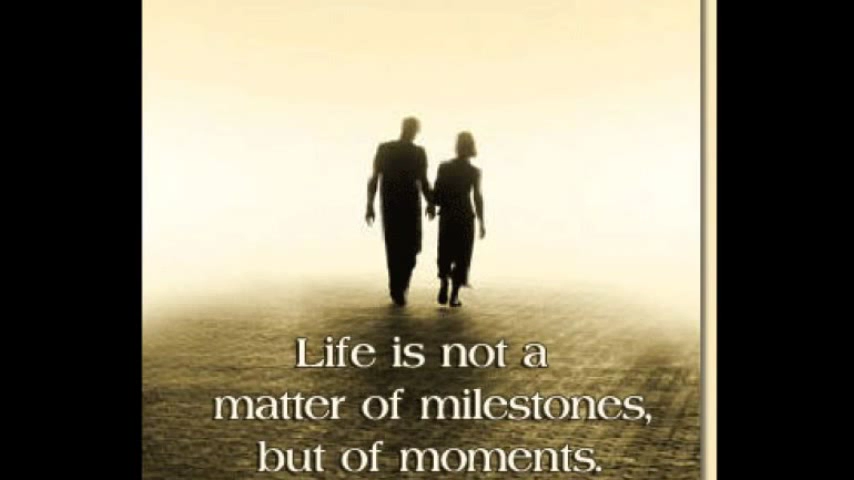 Life is not a
matter of milestones,
but of moments.